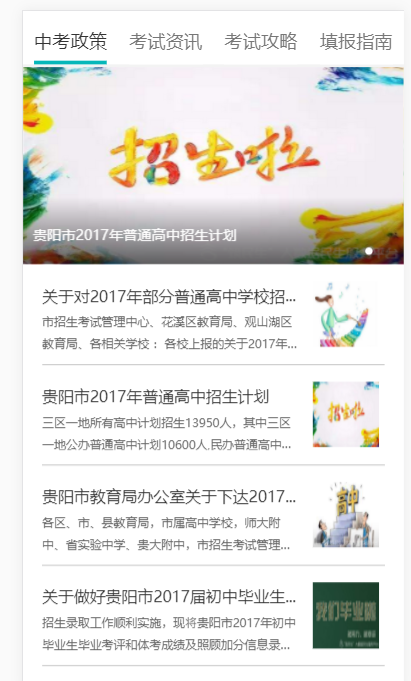 中考政策 考试资讯 考试攻略 填报指南
招生啦
贵阳市2017年普通高中招生计划
关于对2017年部分普通高中学校招...
市招生考试管理中心、花溪区教育局、观山湖区
教育局、各相关学校： 各校上报的关于2017年...
贵阳市2017年普通高中招生计划
三区一地所有高中计划招生13950人，其中三区
一地公办普通高中计划10600人,民办普通高中...
招生啦
贵阳市教育局办公室关于下达2017...
各区、市、县教育局，市属高中学校，师大附
中、省实验中学、贵大附中，市招生考试管理...
高中
关于做好贵阳市2017届初中毕业生...
招生录取工作顺利实施，现将贵阳市2017年初中
毕业生毕业考评和体考成绩及照顾加分信息录...
我们毕业啦